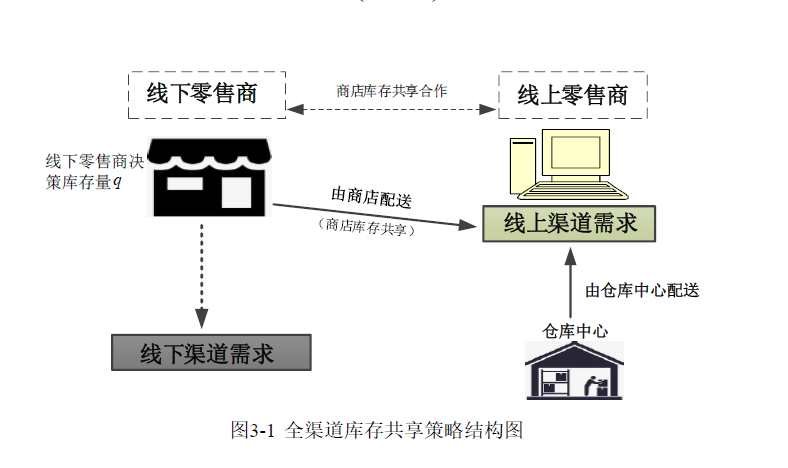 线下零售商
商店库存共享合作
线上零售商
线下零售商决
策库存量q
由商店配送
（商店库存共享）
线上渠道需求
由仓库中心配送
仓库中心
线下渠道需求
图3-1 全渠道库存共享策略结构图